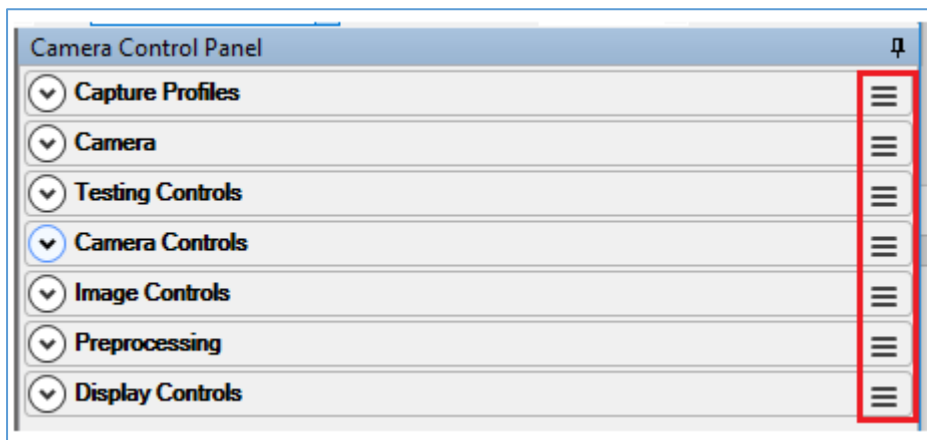 Camera Control Panel
Capture Profiles
Camera
Testing Controls
Camera Controls
Image Controls
Preprocessing
Display Controls